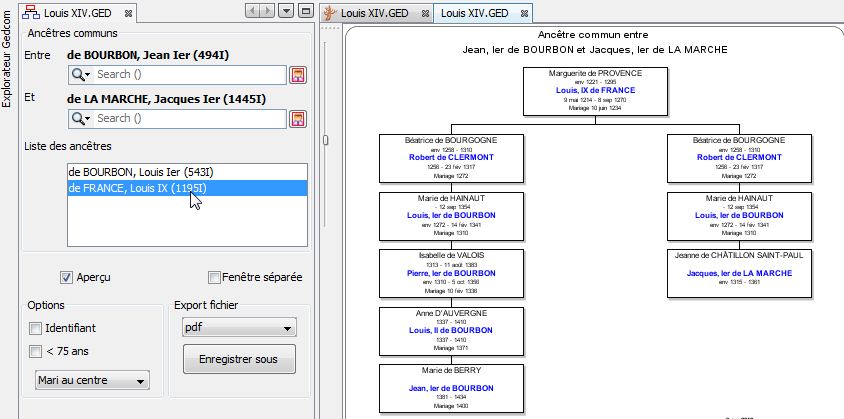 Explorateur Gedcom
Louis XIV.GED
Ancêtres communs
Entre de BOURBON, Jean Ier (494I)
Search ()
Et de LA MARCHE, Jacques Ier (1445I)
Search ()
Liste des ancêtres
de BOURBON, Louis Ier (543I)
de FRANCE, Louis IX (1195I)
Aperçu
Fenêtre séparée
Options
Identifiant
< 75 ans
Mari au centre
Export fichier
pdf
Enregistrer sous
Louis XIV.GED
Louis XIV.GED
Ancêtre commun entre
Jean, Ier de BOURBON et Jacques, Ier de LA MARCHE
Marguerite de PROVENCE
env 1221 - 1295
Louis, IX de FRANCE
9 mai 1214 - 8 sep 1270
Mariage 10 juin 1234
Béatrice de BOURGOGNE
env 1258 - 1310
Robert de CLERMONT
1256 - 23 fév 1317
Mariage 1272
Marie de HAINAUT
- 12 sep 1354
Louis, Ier de BOURBON
env 1272 - 14 fév 1341
Mariage 1310
Isabelle de VALOIS
1313 - 11 août 1383
Pierre, Ier de BOURBON
env 1310 - 5 oct 1356
Mariage 10 fév 1336
Anne D'AUVERGNE
1337 - 1410
Louis, II de BOURBON
1337 - 1410
Mariage 1371
Marie de BERRY
Jean, Ier de BOURBON
1381 - 1434
Mariage 1400
Béatrice de BOURGOGNE
env 1258 - 1310
Robert de CLERMONT
1256 - 23 fév 1317
Mariage 1272
Marie de HAINAUT
- 12 sep 1354
Louis, Ier de BOURBON
env 1272 - 14 fév 1341
Mariage 1310
Jeanne de CHÂTILLON SAINT-PAUL
Jacques, Ier de LA MARCHE
env 1315 - 1361